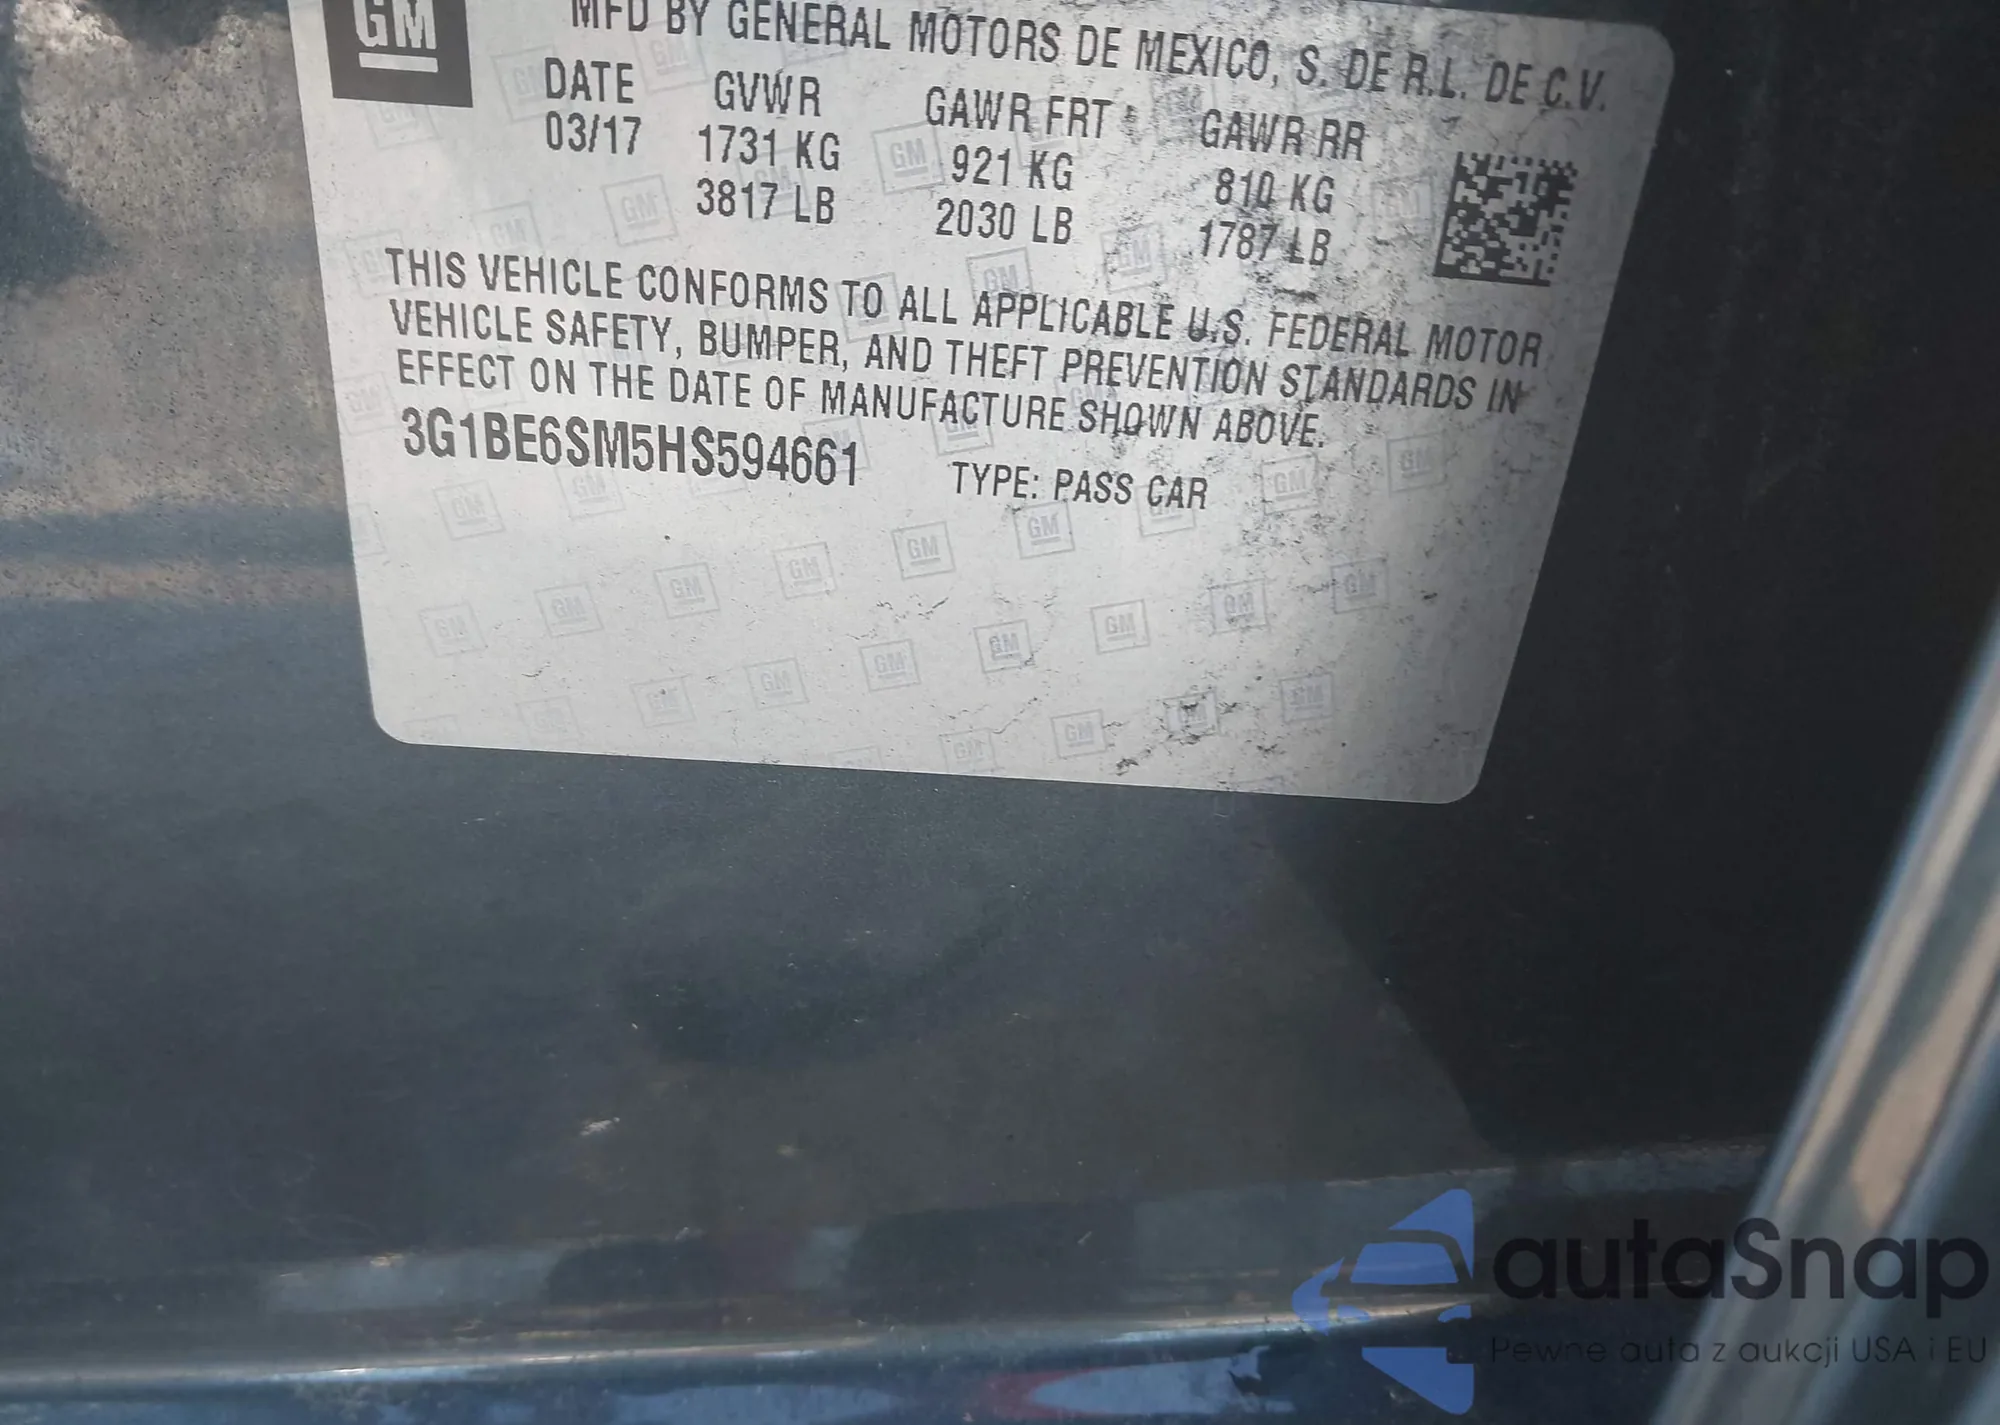 GM
MFD BY GENERAL MOTORS DE MEXICO, S. DE R.L. DE C.V.
DATE GVWR GAWR FRT GAWR RR
03/17 1731 KG 921 KG 810 KG
3817 LB 2030 LB 1787 LB
THIS VEHICLE CONFORMS TO ALL APPLICABLE U.S. FEDERAL MOTOR
VEHICLE SAFETY, BUMPER, AND THEFT PREVENTION STANDARDS IN
EFFECT ON THE DATE OF MANUFACTURE SHOWN ABOVE.
3G1BE6SM5HS594661 TYPE: PASS CAR
autaSnap
Pewne auta z aukcji USA i EU